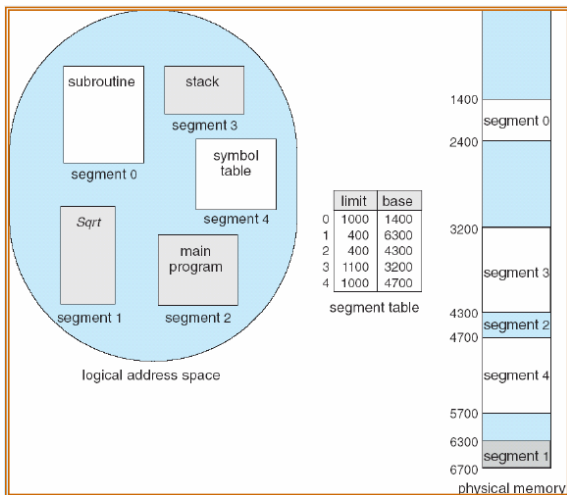 subroutine
segment 0
stack
segment 3
symbol
table
segment 4
Sqrt
segment 1
main
program
segment 2
logical address space
limit base
0 1000 1400
1 400 6300
2 400 4300
3 1100 3200
4 1000 4700
segment table
1400
segment 0
2400
3200
segment 3
4300
segment 2
4700
segment 4
5700
6300
segment 1
6700
physical memory